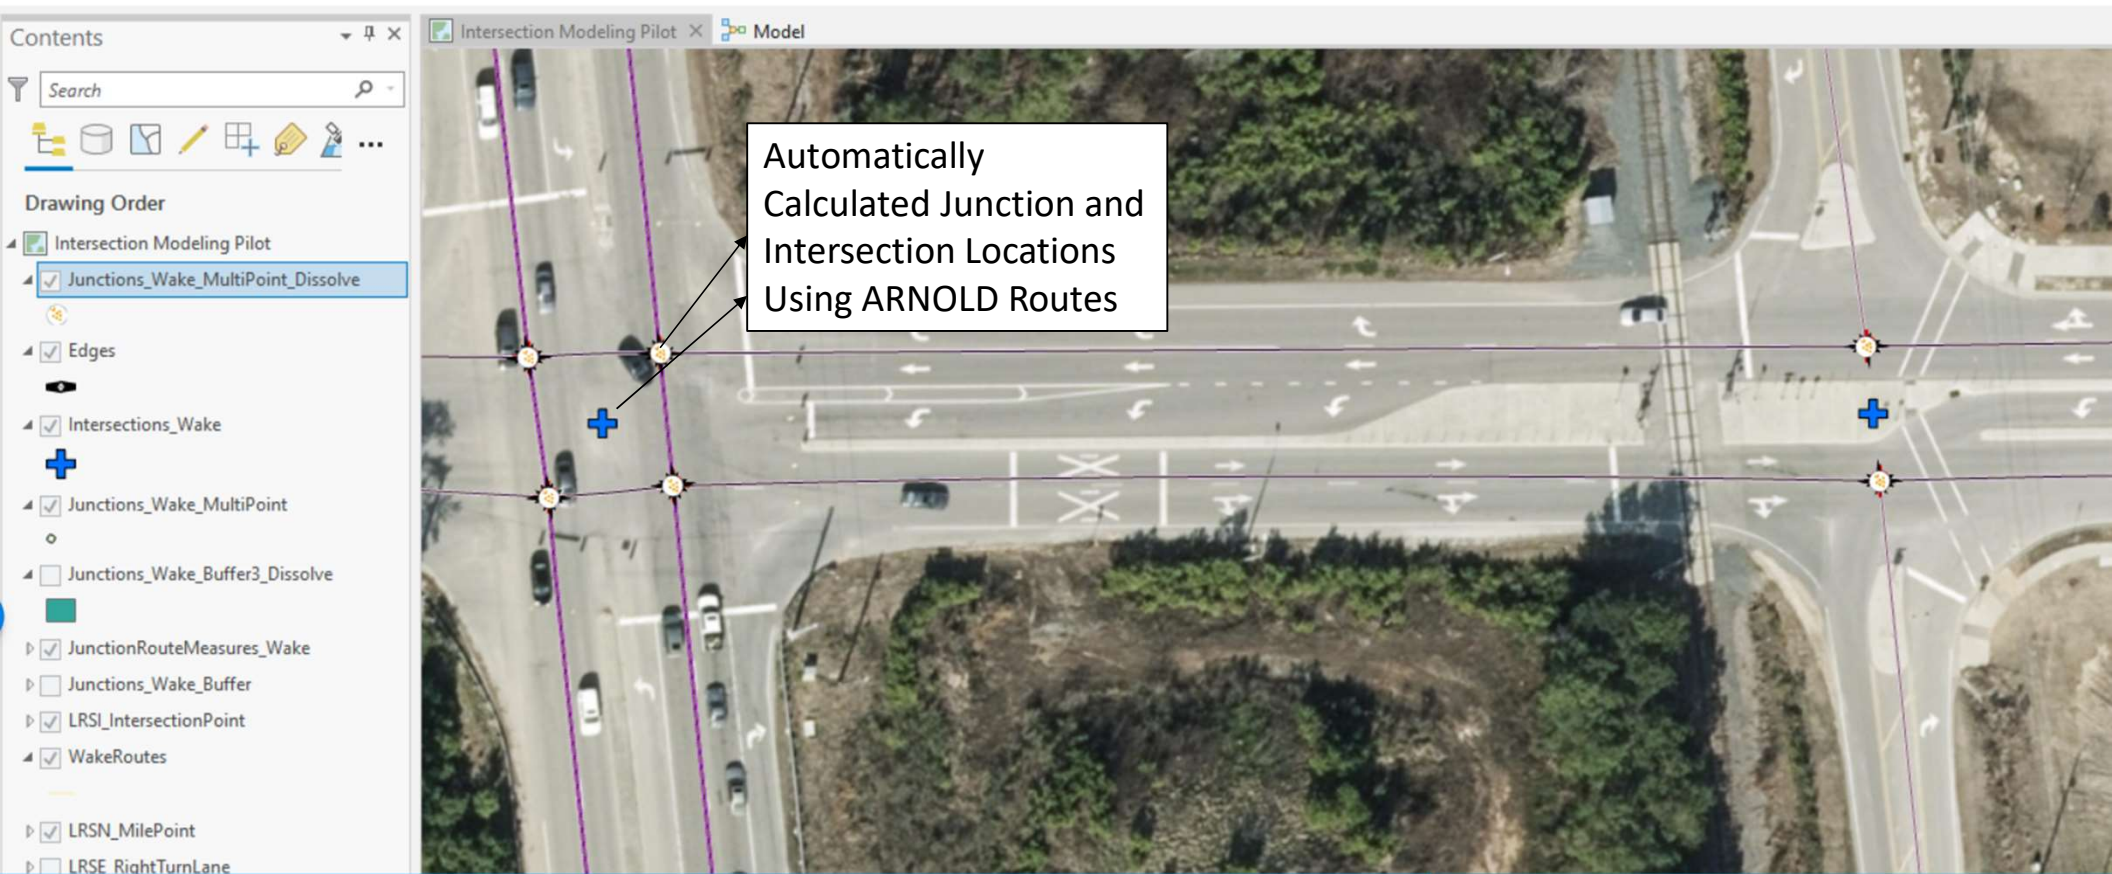 Contents
Search
Drawing Order
Intersection Modeling Pilot
Junctions_Wake_MultiPoint_Dissolve
Edges
Intersections_Wake
Junctions_Wake_MultiPoint
Junctions_Wake_Buffer3_Dissolve
JunctionRouteMeasures_Wake
Junctions_Wake_Buffer
LRSI_IntersectionPoint
WakeRoutes
LRSN_MilePoint
LRSE_RightTurnLane
Intersection Modeling Pilot
Model
Automatically
Calculated Junction and
Intersection Locations
Using ARNOLD Routes